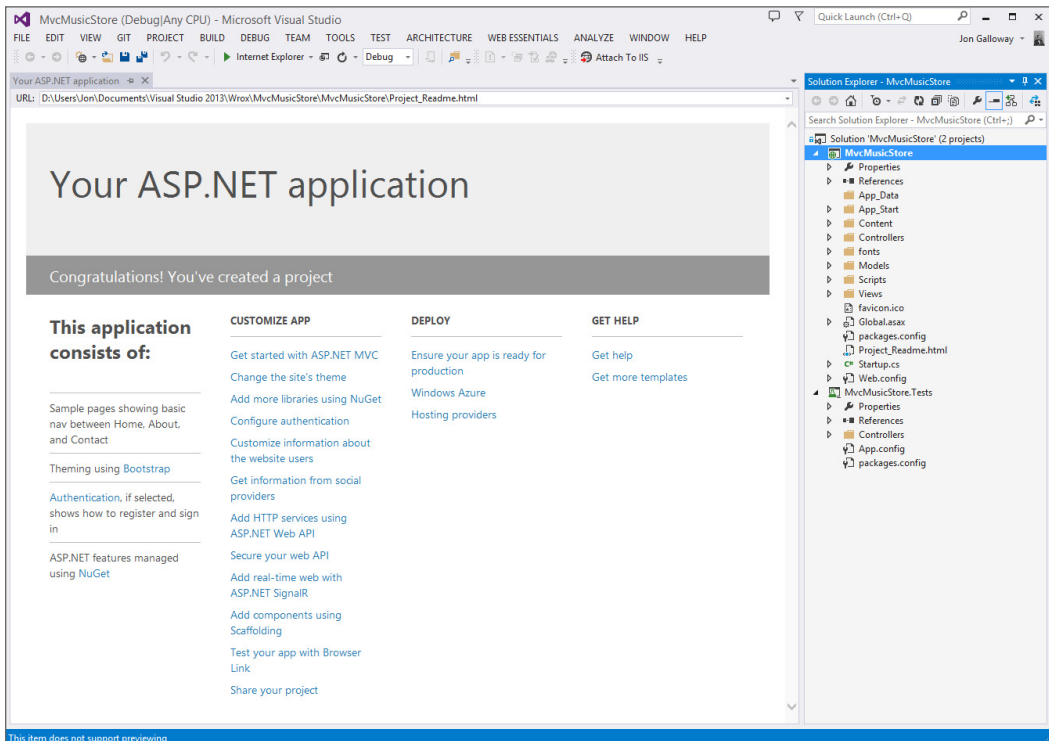 MvcMusicStore (Debug|Any CPU) - Microsoft Visual Studio
Quick Launch (Ctrl+Q)
FILE EDIT VIEW GIT PROJECT BUILD DEBUG TEAM TOOLS TEST ARCHITECTURE WEB ESSENTIALS ANALYZE WINDOW HELP
Jon Galloway
Internet Explorer
Debug
Attach To IIS
Your ASP.NET application
URL: D:\Users\Jon\Documents\Visual Studio 2013\Wrox\MvcMusicStore\MvcMusicStore\Project_Readme.html
Your ASP.NET application
Congratulations! You've created a project
This application
consists of:
Sample pages showing basic
nav between Home, About,
and Contact
Theming using Bootstrap
Authentication, if selected,
shows how to register and sign
in
ASP.NET features managed
using NuGet
CUSTOMIZE APP
Get started with ASP.NET MVC
Change the site's theme
Add more libraries using NuGet
Configure authentication
Customize information about
the website users
Get information from social
providers
Add HTTP services using
ASP.NET Web API
Secure your web API
Add real-time web with
ASP.NET SignalR
Add components using
Scaffolding
Test your app with Browser
Link
Share your project
DEPLOY
Ensure your app is ready for
production
Windows Azure
Hosting providers
GET HELP
Get help
Get more templates
Solution Explorer - MvcMusicStore
Search Solution Explorer - MvcMusicStore (Ctrl+;)
Solution 'MvcMusicStore' (2 projects)
MvcMusicStore
Properties
References
App_Data
App_Start
Content
Controllers
fonts
Models
Scripts
Views
favicon.ico
Global.asax
packages.config
Project_Readme.html
C# Startup.cs
Web.config
MvcMusicStore.Tests
Properties
References
Controllers
App.config
packages.config
This item does not support previewing